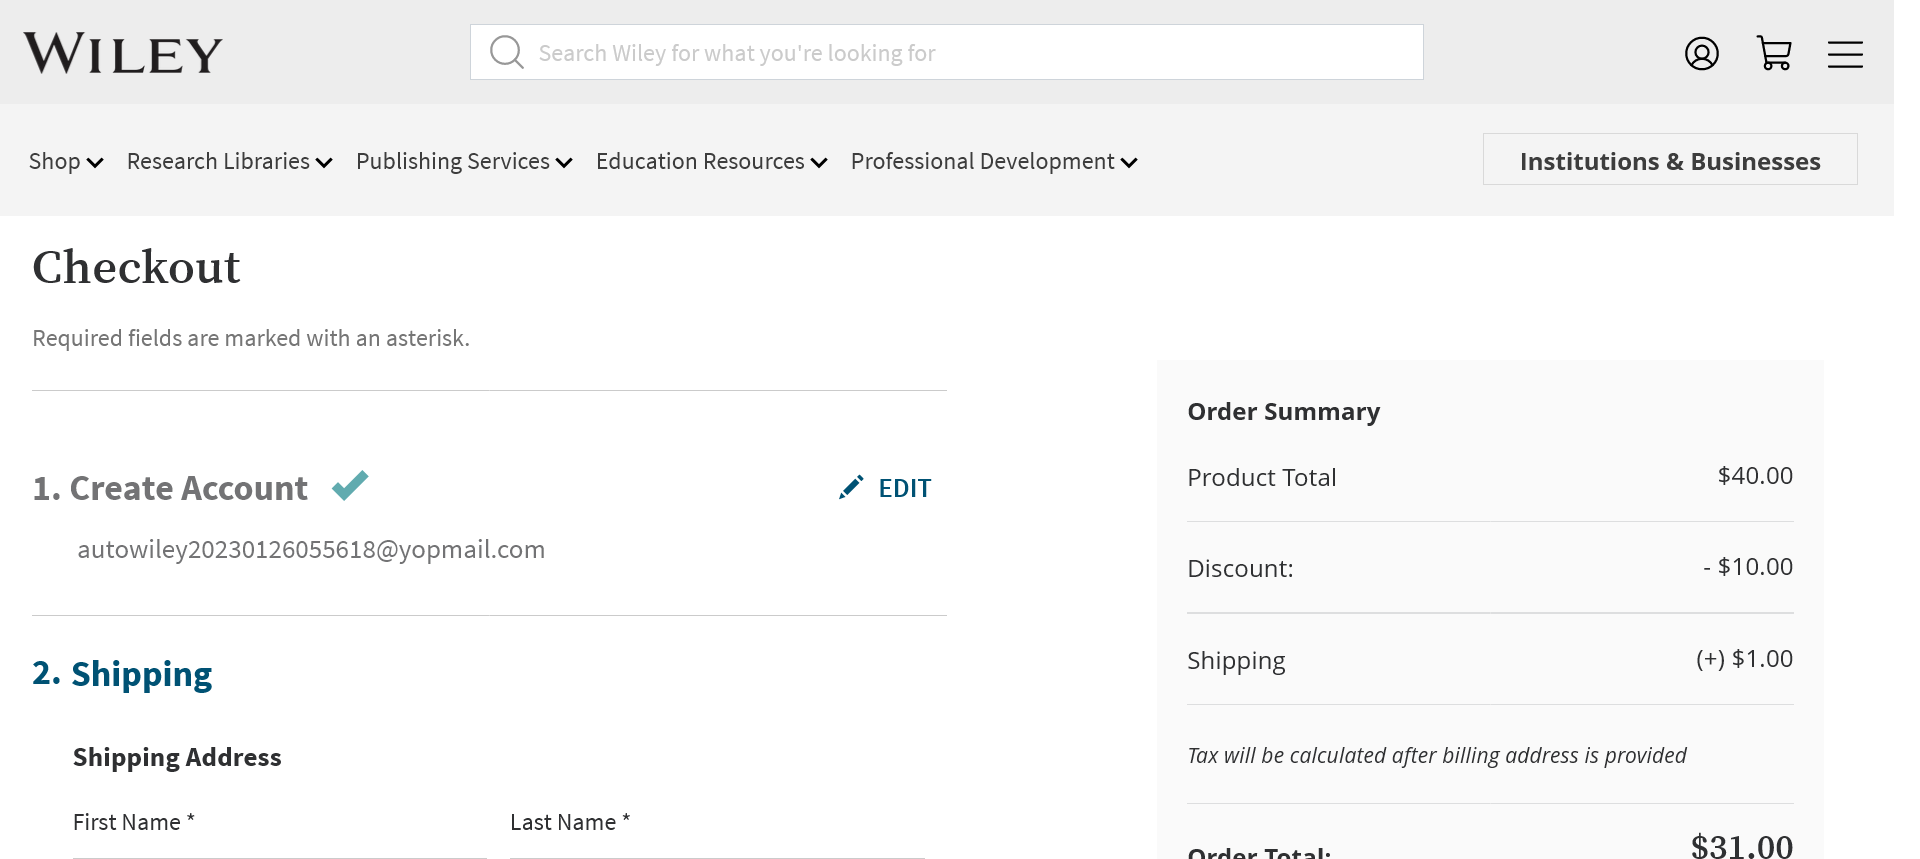 WILEY
Search Wiley for what you're looking for
Shop Research Libraries Publishing Services Education Resources Professional Development
Institutions & Businesses
Checkout
Required fields are marked with an asterisk.
1. Create Account
EDIT
autowiley20230126055618@yopmail.com
2. Shipping
Shipping Address
First Name * Last Name *
Order Summary
Product Total $40.00
Discount: - $10.00
Shipping (+) $1.00
Tax will be calculated after billing address is provided
Order Total: $31.00